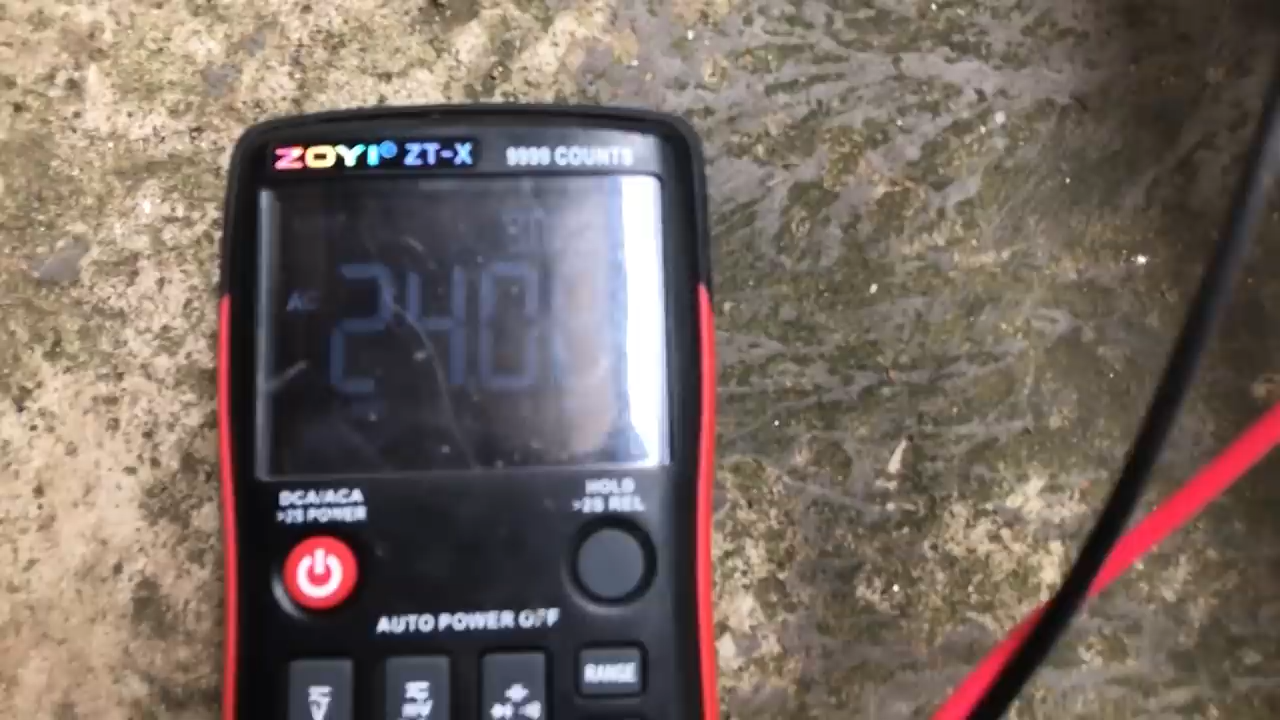 ZOYI® ZT-X 9999 COUNTS
AC
240.
DCA/ACA
>2S POWER
HOLD
>2S REL
AUTO POWER OFF
RANGE